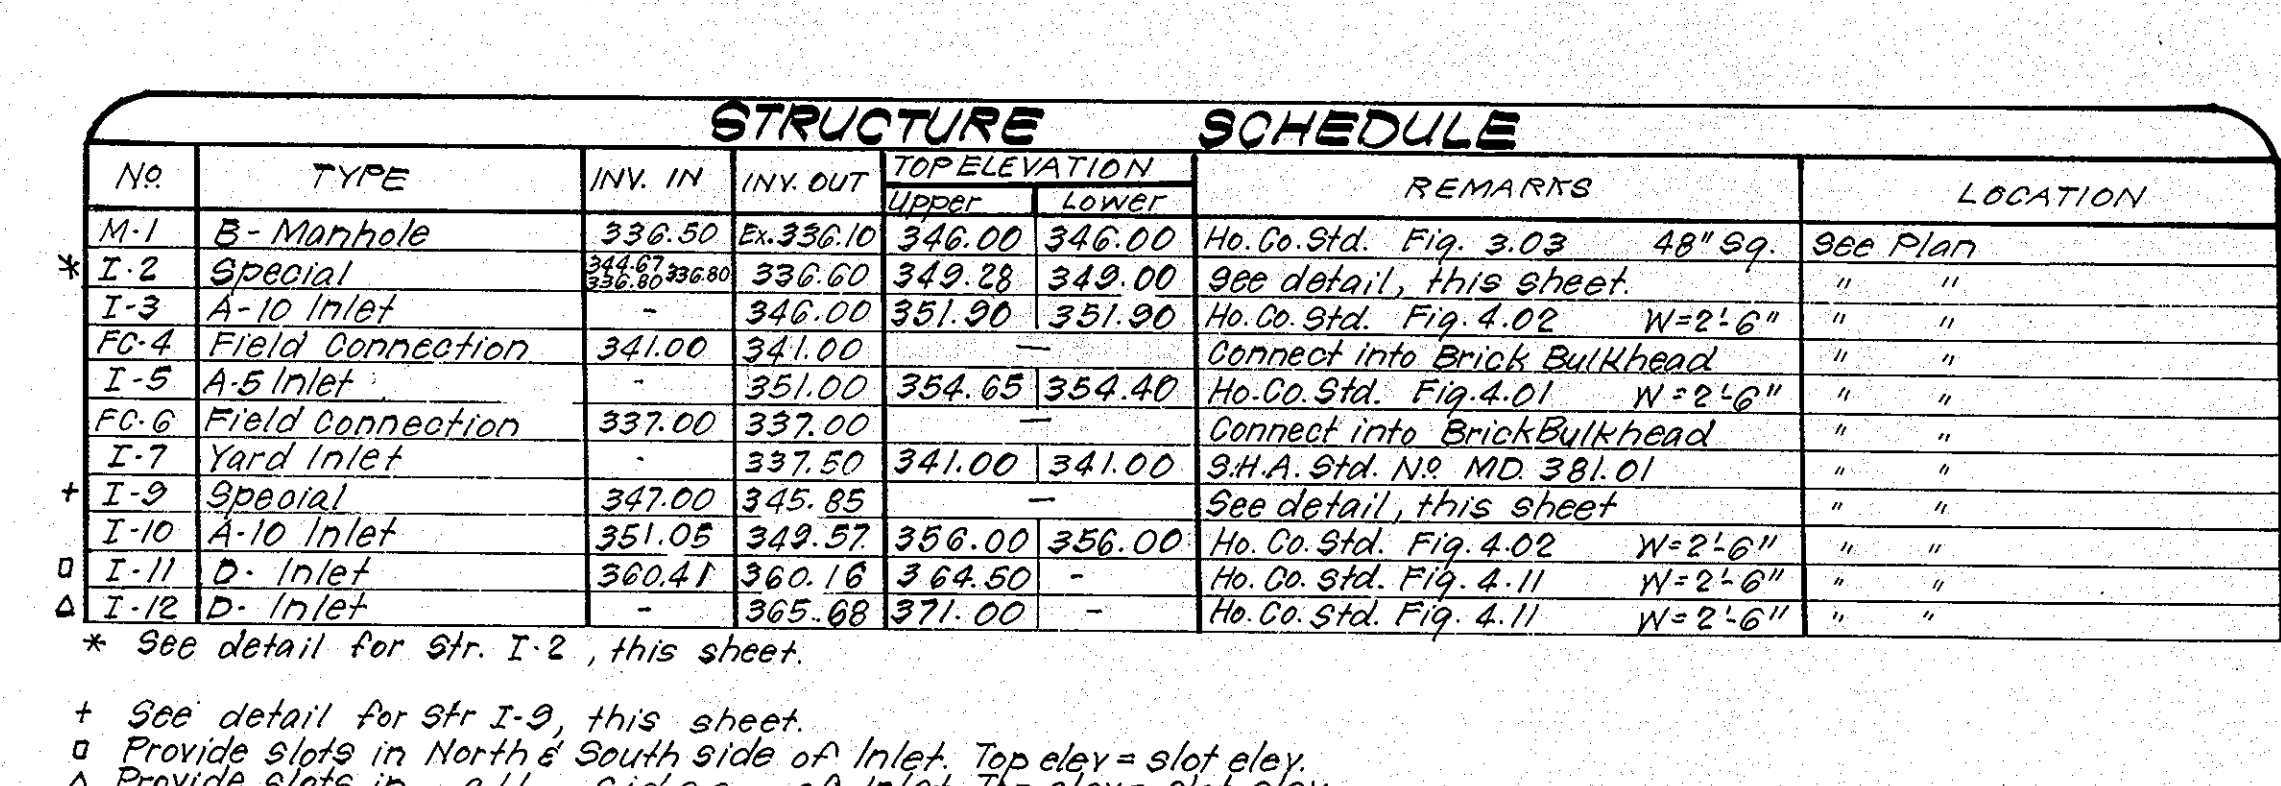 STRUCTURE SCHEDULE
No. TYPE INV. IN INV. OUT TOP ELEVATION REMARKS LOCATION
Upper Lower
M-1 B-Manhole 336.50 Ex.336.10 346.00 346.00 Ho.Co.Std. Fig. 3.03 48" Sq. See Plan
* I-2 Special 344.67 336.80 336.80 336.60 349.28 349.00 See detail, this sheet. " "
I-3 A-10 Inlet - 346.00 351.90 351.90 Ho.Co.Std. Fig. 4.02 W=2'-6" " "
FC-4 Field Connection 341.00 341.00 — Connect into Brick Bulkhead " "
I-5 A-5 Inlet - 351.00 354.65 354.40 Ho.Co.Std. Fig. 4.01 W=2'-6" " "
FC-6 Field Connection 337.00 337.00 — Connect into Brick Bulkhead " "
I-7 Yard Inlet - 337.50 341.00 341.00 S.H.A. Std. No. MD. 381.01 " "
+ I-9 Special 347.00 345.85 — See detail, this sheet " "
I-10 A-10 Inlet 351.05 349.57 356.00 356.00 Ho. Co. Std. Fig. 4.02 W=2'-6" " "
□ I-11 D- Inlet 360.41 360.16 364.50 - Ho. Co. Std. Fig. 4.11 W=2'-6" " "
△ I-12 D- Inlet - 365.68 371.00 - Ho. Co. Std. Fig. 4.11 W=2'-6" " "
* See detail for Str. I-2, this sheet.
+ See detail for Str I-9, this sheet.
□ Provide slots in North & South side of Inlet. Top elev = slot elev.
△ Provide slots in all sides of Inlet. Top elev = slot elev.